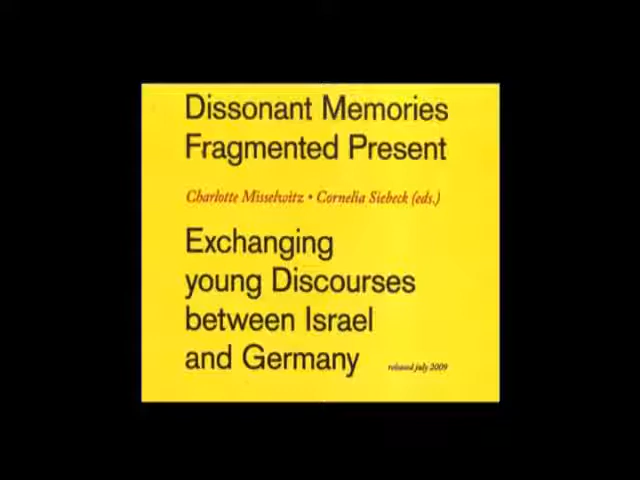 Dissonant Memories
Fragmented Present
Charlotte Misselwitz • Cornelia Siebeck (eds.)
Exchanging
young Discourses
between Israel
and Germany
released july 2009